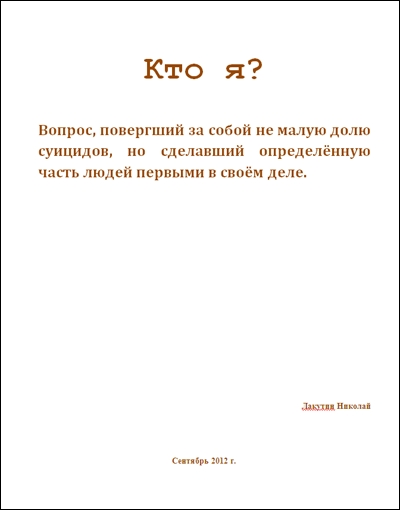 Кто я?
Вопрос, повергший за собой не малую долю
суицидов, но сделавший определённую
часть людей первыми в своём деле.
Лакутин Николай
Сентябрь 2012 г.